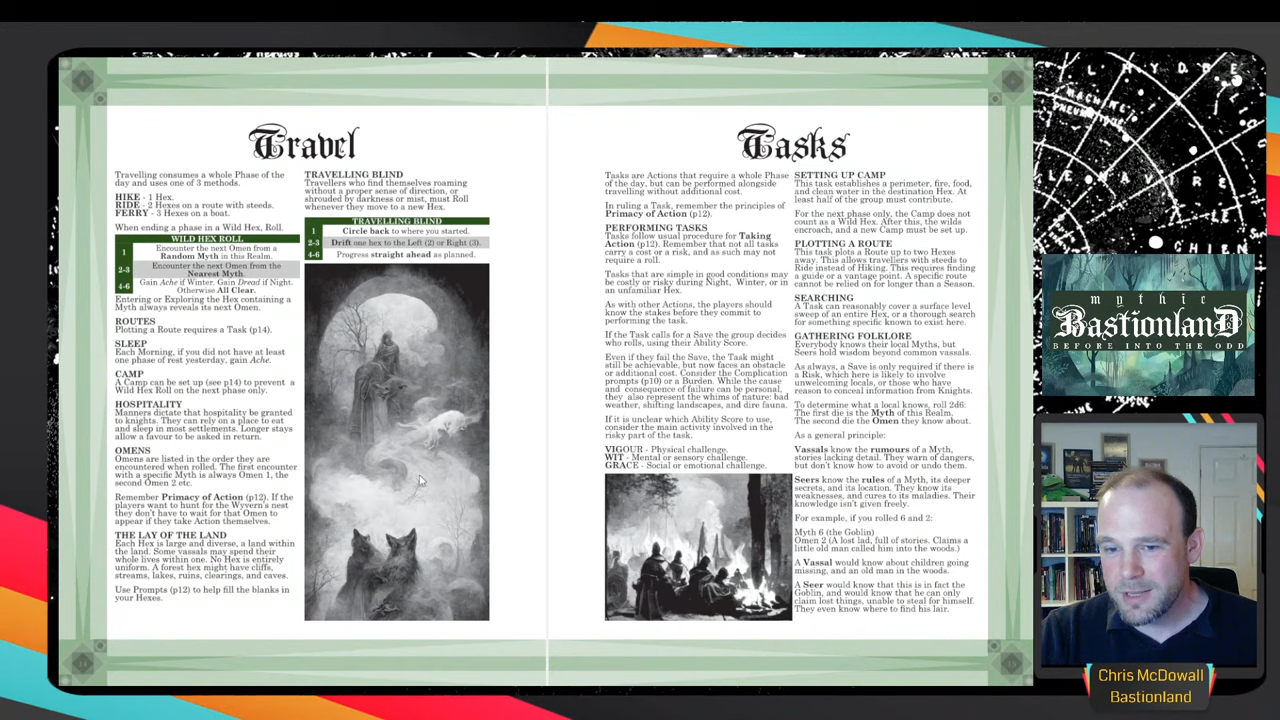 Travel
Travelling consumes a whole Phase of the
day and uses one of 3 methods.
HIKE - 1 Hex.
RIDE - 2 Hexes on a route with steeds.
FERRY - 3 Hexes on a boat.
When ending a phase in a Wild Hex, Roll.
WILD HEX ROLL
1 Encounter the next Omen from a
Random Myth in this Realm.
2-3 Encounter the next Omen from the
Nearest Myth.
4-6 Gain Ache if Winter. Gain Dread if Night.
Otherwise All Clear.
Entering or Exploring the Hex containing a
Myth always reveals its next Omen.
ROUTES
Plotting a Route requires a Task (p14).
SLEEP
Each Morning, if you did not have at least
one phase of rest yesterday, gain Ache.
CAMP
A Camp can be set up (see p14) to prevent a
Wild Hex Roll on the next phase only.
HOSPITALITY
Manners dictate that hospitality be granted
to knights. They can rely on a place to eat
and sleep in most settlements. Longer stays
allow a favour to be asked in return.
OMENS
Omens are listed in the order they are
encountered when rolled. The first encounter
with a specific Myth is always Omen 1, the
second Omen 2 etc.
Remember Primacy of Action (p12). If the
players want to hunt for the Wyvern's nest
they don't have to wait for that Omen to
appear if they take Action themselves.
THE LAY OF THE LAND
Each Hex is large and diverse, a land within
the land. Some vassals may spend their
whole lives within one. No Hex is entirely
uniform. A forest hex might have cliffs,
streams, lakes, ruins, clearings, and caves.
Use Prompts (p12) to help fill the blanks in
your Hexes.
TRAVELLING BLIND
Travellers who find themselves roaming
without a proper sense of direction, or
shrouded by darkness or mist, must Roll
whenever they move to a new Hex.
TRAVELLING BLIND
1 Circle back to where you started.
2-3 Drift one hex to the Left (2) or Right (3).
4-6 Progress straight ahead as planned.
Tasks
Tasks are Actions that require a whole Phase
of the day, but can be performed alongside
travelling without additional cost.
In ruling a Task, remember the principles of
Primacy of Action (p12).
PERFORMING TASKS
Tasks follow usual procedure for Taking
Action (p12). Remember that not all tasks
carry a cost or a risk, and as such may not
require a roll.
Tasks that are simple in good conditions may
be costly or risky during Night, Winter, or in
an unfamiliar Hex.
As with other Actions, the players should
know the stakes before they commit to
performing the task.
If the Task calls for a Save the group decides
who rolls, using their Ability Score.
Even if they fail the Save, the Task might
still be achievable, but now faces an obstacle
or additional cost. Consider the Complication
prompts (p10) or a Burden. While the cause
and consequence of failure can be personal,
they also represent the whims of nature: bad
weather, shifting landscapes, and dire fauna.
If it is unclear which Ability Score to use,
consider the main activity involved in the
risky part of the task.
VIGOUR - Physical challenge.
WIT - Mental or sensory challenge.
GRACE - Social or emotional challenge.
SETTING UP CAMP
This task establishes a perimeter, fire, food,
and clean water in the destination Hex. At
least half of the group must contribute.
For the next phase only, the Camp does not
count as a Wild Hex. After this, the wilds
encroach, and a new Camp must be set up.
PLOTTING A ROUTE
This task plots a Route up to two Hexes
away. This allows travellers with steeds to
Ride instead of Hiking. This requires finding
a guide or a vantage point. A specific route
cannot be relied on for longer than a Season.
SEARCHING
A Task can reasonably cover a surface level
sweep of an entire Hex, or a thorough search
for something specific known to exist here.
GATHERING FOLKLORE
Everybody knows their local Myths, but
Seers hold wisdom beyond common vassals.
As always, a Save is only required if there is
a Risk, which here is likely to involve
unwelcoming locals, or those who have
reason to conceal information from Knights.
To determine what a local knows, roll 2d6:
The first die is the Myth of this Realm.
The second die the Omen they know about.
As a general principle:
Vassals know the rumours of a Myth,
stories lacking detail. They warn of dangers,
but don't know how to avoid or undo them.
Seers know the rules of a Myth, its deeper
secrets, and its location. They know its
weaknesses, and cures to its maladies. Their
knowledge isn't given freely.
For example, if you rolled 6 and 2:
Myth 6 (the Goblin)
Omen 2 (A lost lad, full of stories. Claims a
little old man called him into the woods.)
A Vassal would know about children going
missing, and an old man in the woods.
A Seer would know that this is in fact the
Goblin, and would know that he can only
claim lost things, unable to steal for himself.
They even know where to find his lair.
MACHINE
PNEUMATIQUE
CHIEN
mythic
Bastionland
BEFORE INTO THE ODD
Chris McDowall
Bastionland